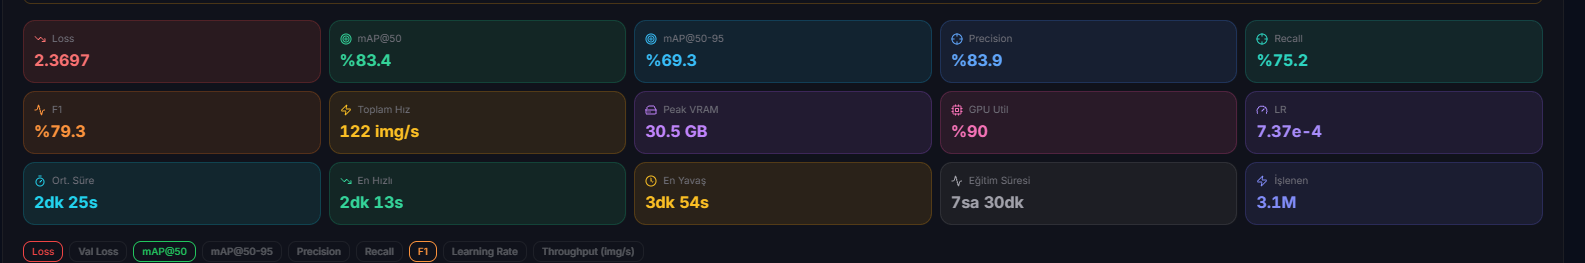 Loss
2.3697
mAP@50
%83.4
mAP@50-95
%69.3
Precision
%83.9
Recall
%75.2
F1
%79.3
Toplam Hız
122 img/s
Peak VRAM
30.5 GB
GPU Util
%90
LR
7.37e-4
Ort. Süre
2dk 25s
En Hızlı
2dk 13s
En Yavaş
3dk 54s
Eğitim Süresi
7sa 30dk
İşlenen
3.1M
Loss Val Loss mAP@50 mAP@50-95 Precision Recall F1 Learning Rate Throughput (img/s)